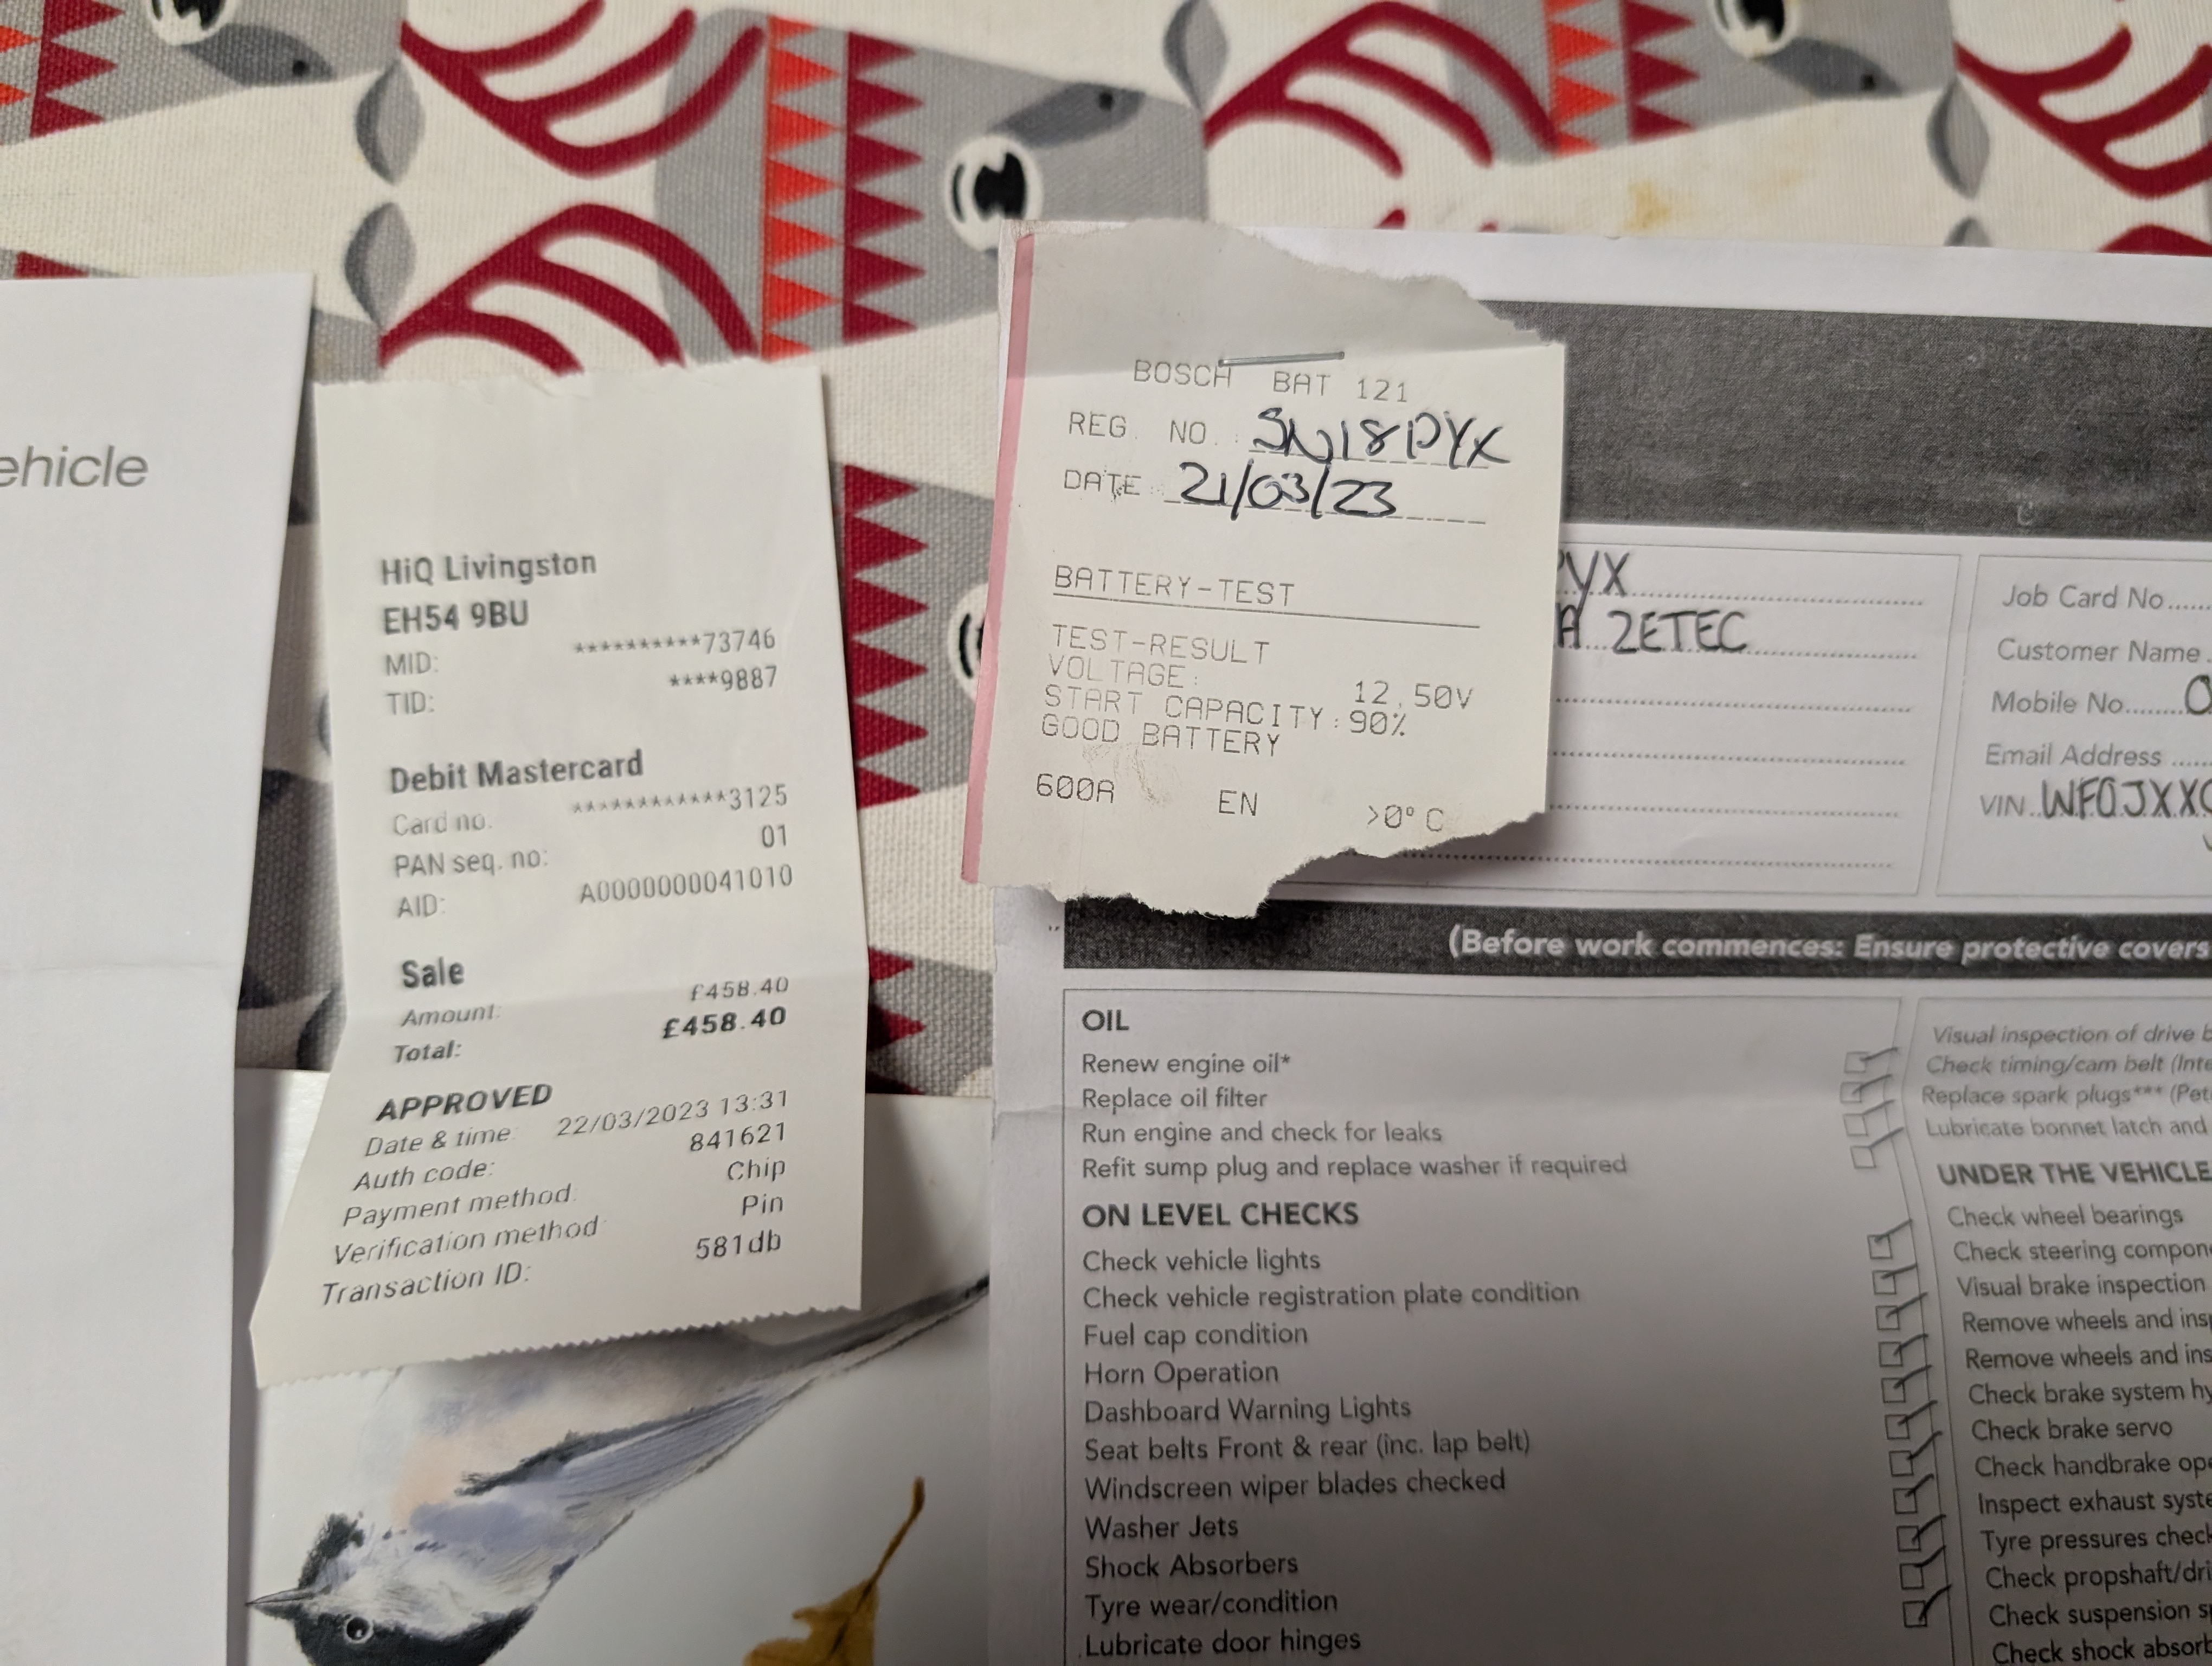 ehicle
HiQ Livingston
EH54 9BU
MID: **********73746
TID: ****9887
Debit Mastercard
Card no. ************3125
PAN seq. no: 01
AID: A0000000041010
Sale
Amount: £458.40
Total: £458.40
APPROVED
Date & time: 22/03/2023 13:31
Auth code: 841621
Payment method: Chip
Verification method: Pin
Transaction ID: 581db
BOSCH BAT 121
REG. NO.: SN18PYX
DATE: 21/03/23
BATTERY-TEST
TEST-RESULT
VOLTAGE: 12.50V
START CAPACITY: 90%
GOOD BATTERY
600A EN >0°C
PYX
A ZETEC
Job Card No
Customer Name
Mobile No 0
Email Address
VIN WF0JXX
(Before work commences: Ensure protective covers
OIL
Renew engine oil*
Replace oil filter
Run engine and check for leaks
Refit sump plug and replace washer if required
ON LEVEL CHECKS
Check vehicle lights
Check vehicle registration plate condition
Fuel cap condition
Horn Operation
Dashboard Warning Lights
Seat belts Front & rear (inc. lap belt)
Windscreen wiper blades checked
Washer Jets
Shock Absorbers
Tyre wear/condition
Lubricate door hinges
Visual inspection of drive b
Check timing/cam belt (Inte
Replace spark plugs*** (Pet
Lubricate bonnet latch and
UNDER THE VEHICLE
Check wheel bearings
Check steering compon
Visual brake inspection
Remove wheels and insp
Remove wheels and ins
Check brake system hy
Check brake servo
Check handbrake ope
Inspect exhaust syste
Tyre pressures check
Check propshaft/dri
Check suspension sp
Check shock absorb